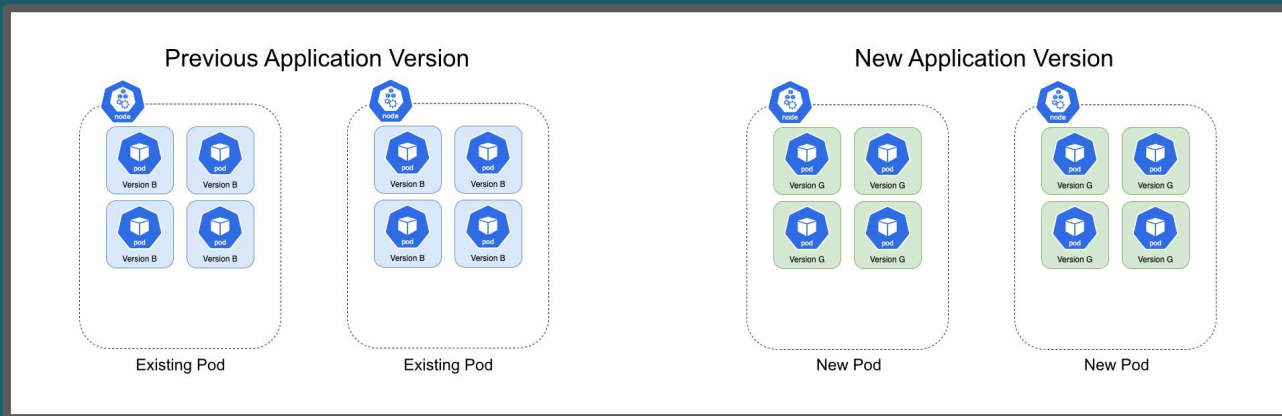 Previous Application Version
New Application Version
node
node
node
node
pod
pod
pod
pod
pod
pod
pod
pod
Version B
Version B
Version B
Version B
Version G
Version G
Version G
Version G
pod
pod
pod
pod
pod
pod
pod
pod
Version B
Version B
Version B
Version B
Version G
Version G
Version G
Version G
Existing Pod
Existing Pod
New Pod
New Pod